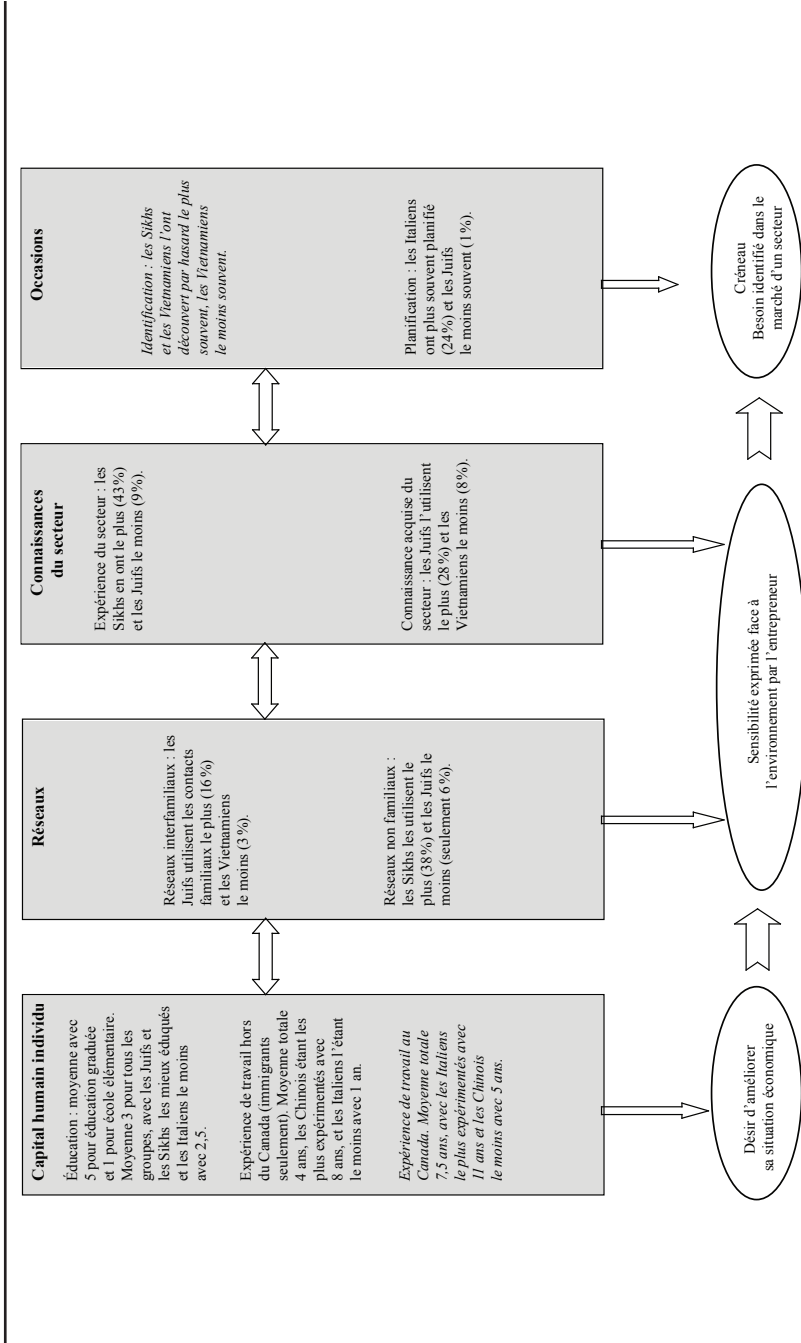 Capital humain individu
Éducation : moyenne avec
5 pour éducation graduée
et 1 pour école élémentaire.
Moyenne 3 pour tous les
groupes, avec les Juifs et
les Sikhs les mieux éduqués
et les Italiens le moins
avec 2,5.
Expérience de travail hors
du Canada (immigrants
seulement). Moyenne totale
4 ans, les Chinois étant les
plus expérimentés avec
8 ans, et les Italiens l'étant
le moins avec 1 an.
Expérience de travail au
Canada. Moyenne totale
7,5 ans, avec les Italiens
le plus expérimentés avec
11 ans et les Chinois
le moins avec 5 ans.
Réseaux
Réseaux interfamiliaux : les
Juifs utilisent les contacts
familiaux le plus (16 %)
et les Vietnamiens
le moins (3 %).
Réseaux non familiaux :
les Sikhs les utilisent le
plus (38%) et les Juifs le
moins (seulement 6 %).
Connaissances
du secteur
Expérience du secteur : les
Sikhs en ont le plus (43 %)
et les Juifs le moins (9%).
Connaissance acquise du
secteur : les Juifs l'utilisent
le plus (28 %) et les
Vietnamiens le moins (8%).
Occasions
Identification : les Sikhs
et les Vietnamiens l'ont
découvert par hasard le plus
souvent, les Vietnamiens
le moins souvent.
Planification : les Italiens
ont plus souvent planifié
(24 %) et les Juifs
le moins souvent (1 %).
Désir d'améliorer
sa situation économique
Sensibilité exprimée face à
l'environnement par l'entrepreneur
Créneau
Besoin identifié dans le
marché d'un secteur